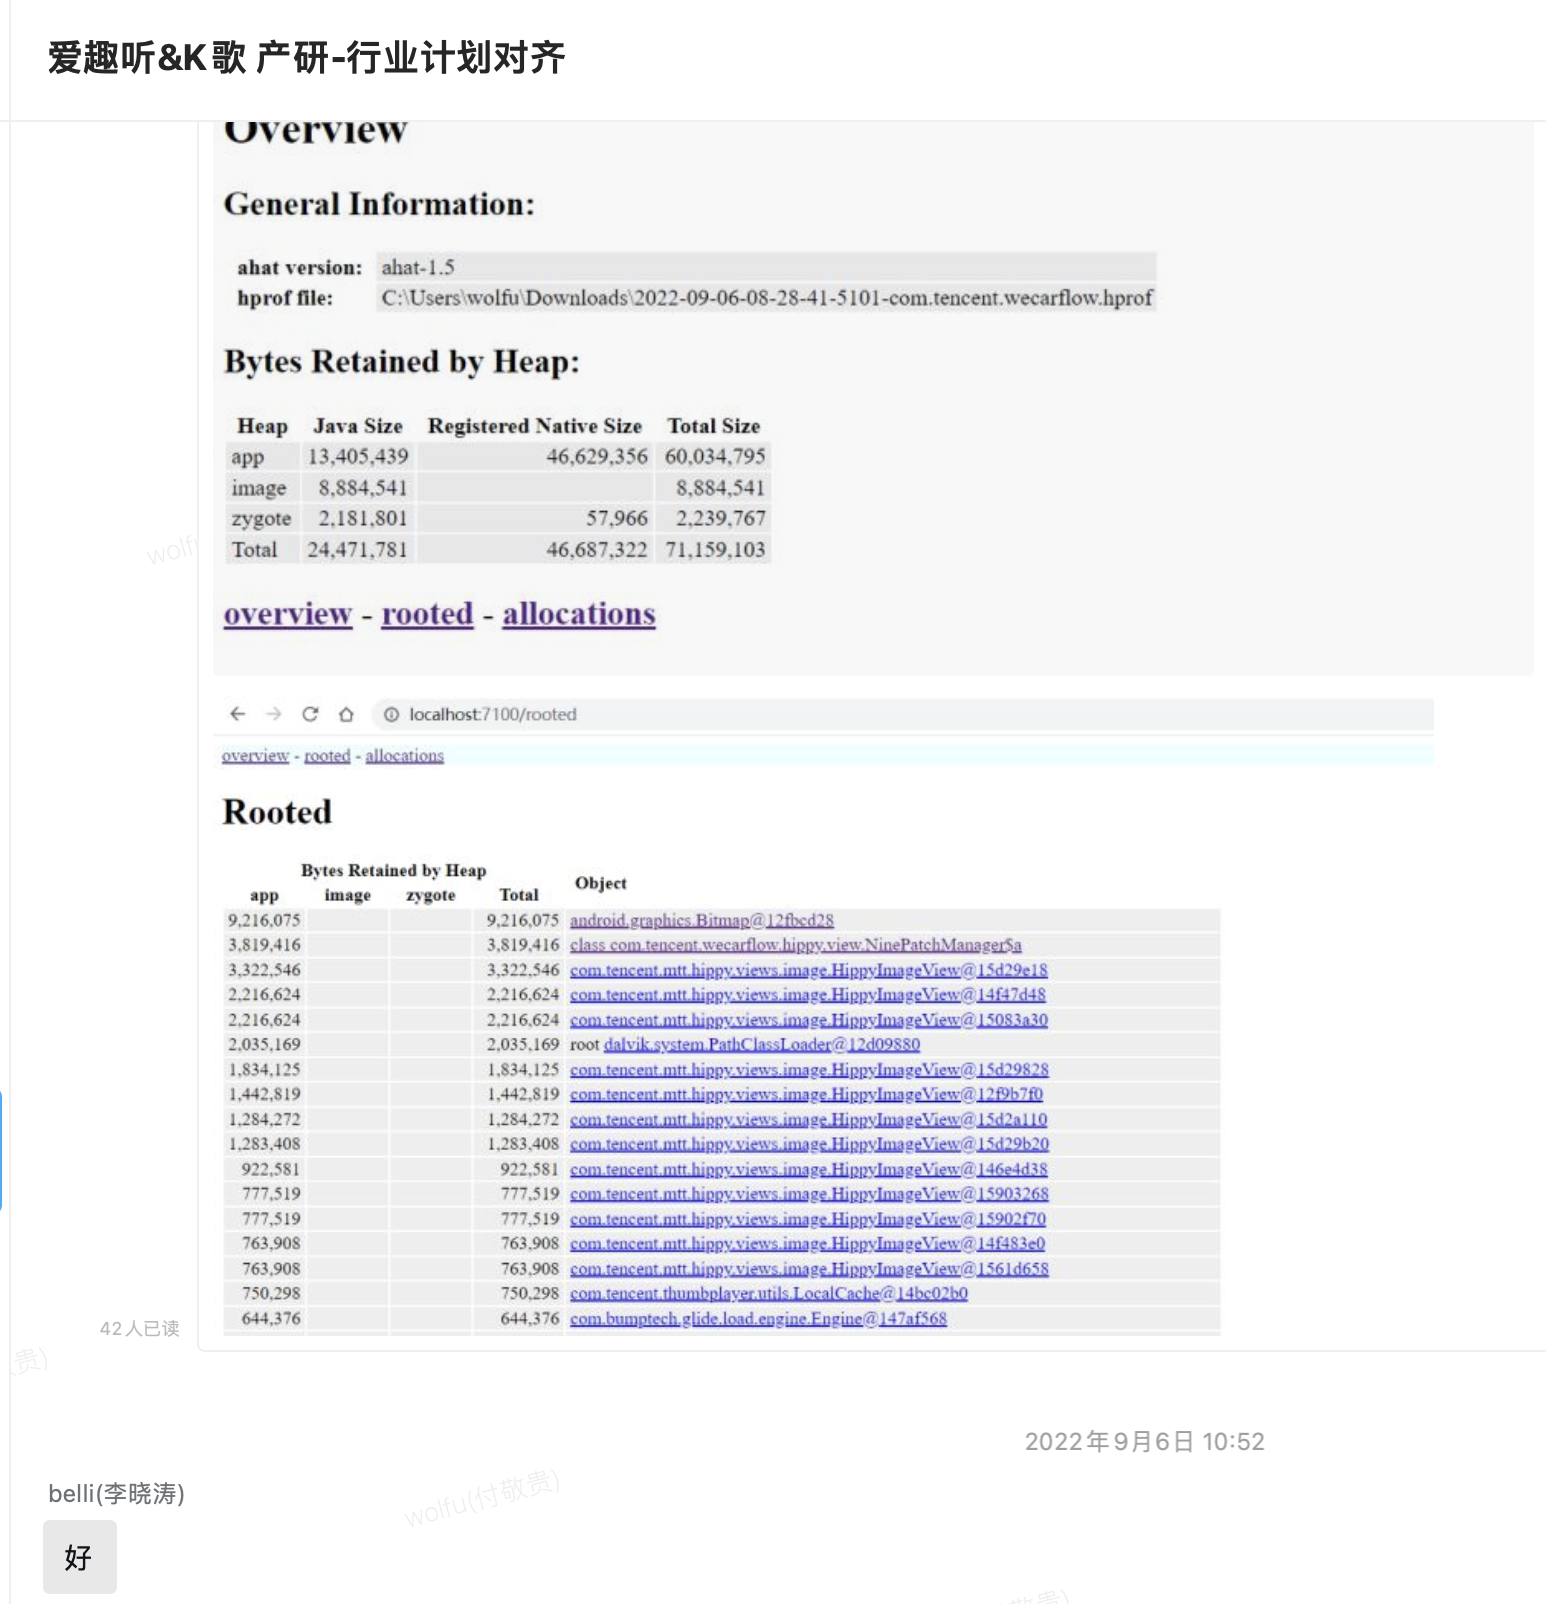 爱趣听&K歌 产研-行业计划对齐
Overview
General Information:
ahat version: ahat-1.5
hprof file: C:\Users\wolfu\Downloads\2022-09-06-08-28-41-5101-com.tencent.wecarflow.hprof
Bytes Retained by Heap:
Heap Java Size Registered Native Size Total Size
app 13,405,439 46,629,356 60,034,795
image 8,884,541 8,884,541
zygote 2,181,801 57,966 2,239,767
Total 24,471,781 46,687,322 71,159,103
overview - rooted - allocations
localhost:7100/rooted
overview - rooted - allocations
Rooted
Bytes Retained by Heap Object
app image zygote Total
9,216,075 9,216,075 android.graphics.Bitmap@12fbcd28
3,819,416 3,819,416 class com.tencent.wecarflow.hippy.view.NinePatchManager$a
3,322,546 3,322,546 com.tencent.mtt.hippy.views.image.HippyImageView@15d29e18
2,216,624 2,216,624 com.tencent.mtt.hippy.views.image.HippyImageView@14f47d48
2,216,624 2,216,624 com.tencent.mtt.hippy.views.image.HippyImageView@15083a30
2,035,169 2,035,169 root dalvik.system.PathClassLoader@12d09880
1,834,125 1,834,125 com.tencent.mtt.hippy.views.image.HippyImageView@15d29828
1,442,819 1,442,819 com.tencent.mtt.hippy.views.image.HippyImageView@12f9b7f0
1,284,272 1,284,272 com.tencent.mtt.hippy.views.image.HippyImageView@15d2a110
1,283,408 1,283,408 com.tencent.mtt.hippy.views.image.HippyImageView@15d29b20
922,581 922,581 com.tencent.mtt.hippy.views.image.HippyImageView@146e4d38
777,519 777,519 com.tencent.mtt.hippy.views.image.HippyImageView@15903268
777,519 777,519 com.tencent.mtt.hippy.views.image.HippyImageView@15902f70
763,908 763,908 com.tencent.mtt.hippy.views.image.HippyImageView@14f483e0
763,908 763,908 com.tencent.mtt.hippy.views.image.HippyImageView@1561d658
750,298 750,298 com.tencent.thumbplayer.utils.LocalCache@14bc02b0
644,376 644,376 com.bumptech.glide.load.engine.Engine@147af568
42人已读
2022年9月6日 10:52
belli(李晓涛)
wolfu(付敬贵)
好